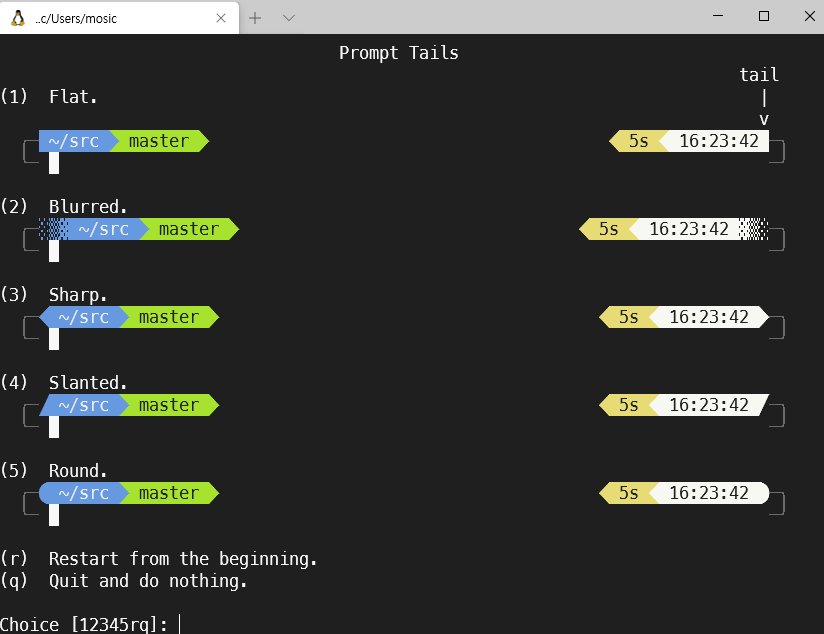 ..c/Users/mosic
Prompt Tails
tail
(1) Flat.
|
v
~/src master 5s 16:23:42
(2) Blurred.
~/src master 5s 16:23:42
(3) Sharp.
~/src master 5s 16:23:42
(4) Slanted.
~/src master 5s 16:23:42
(5) Round.
~/src master 5s 16:23:42
(r) Restart from the beginning.
(q) Quit and do nothing.
Choice [12345rq]: